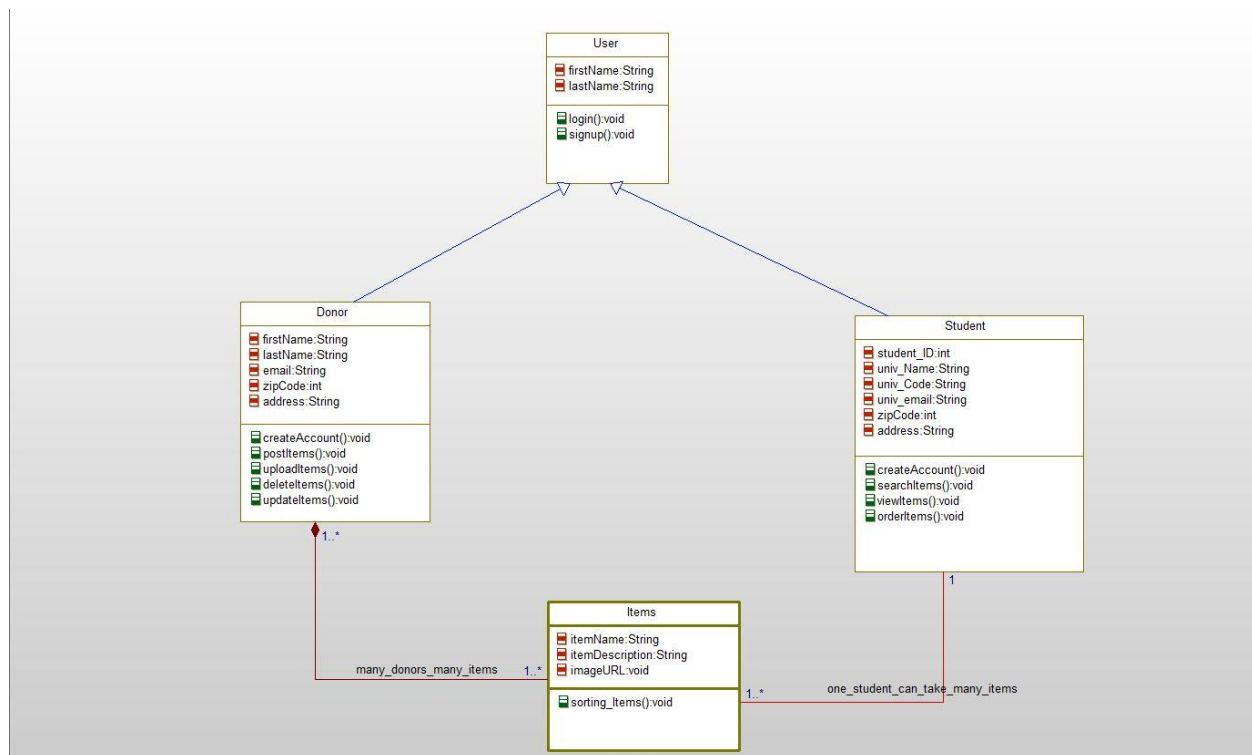 User
firstName:String
lastName:String
login():void
signup():void
Donor
firstName:String
lastName:String
email:String
zipCode:int
address:String
createAccount():void
postItems():void
uploadItems():void
deleteItems():void
updateItems():void
1..*
Student
student_ID:int
univ_Name:String
univ_Code:String
univ_email:String
zipCode:int
address:String
createAccount():void
searchItems():void
viewItems():void
orderItems():void
1
many_donors_many_items
1..*
Items
itemName:String
itemDescription:String
imageURL:void
sorting_Items():void
1..*
one_student_can_take_many_items